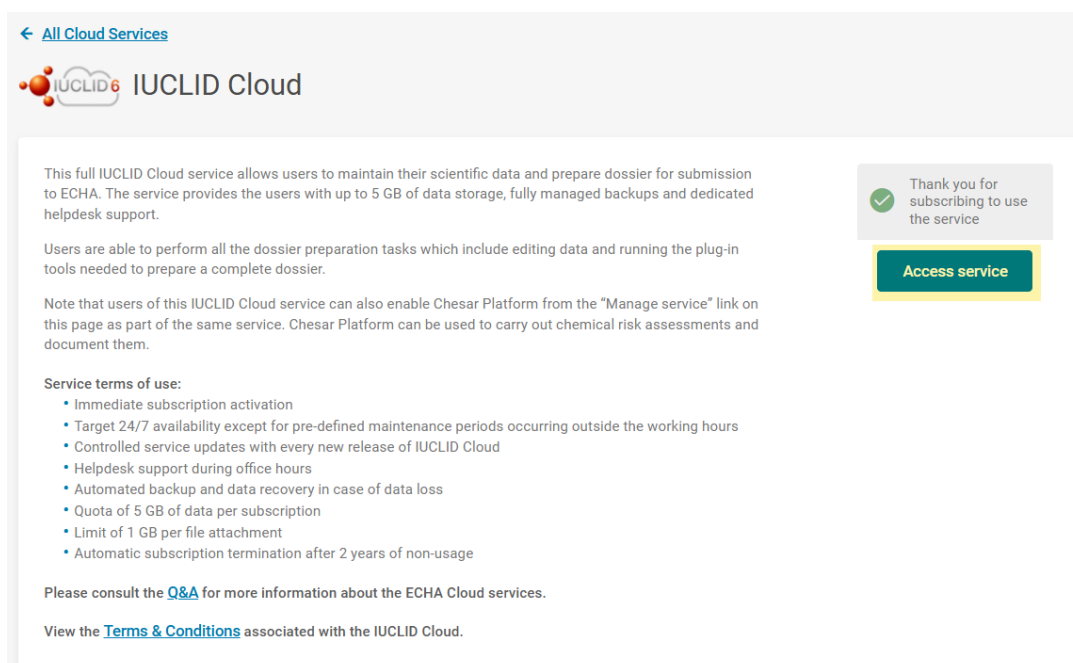 ← All Cloud Services
IUCLID6 IUCLID Cloud
This full IUCLID Cloud service allows users to maintain their scientific data and prepare dossier for submission
to ECHA. The service provides the users with up to 5 GB of data storage, fully managed backups and dedicated
helpdesk support.
Users are able to perform all the dossier preparation tasks which include editing data and running the plug-in
tools needed to prepare a complete dossier.
Note that users of this IUCLID Cloud service can also enable Chesar Platform from the “Manage service” link on
this page as part of the same service. Chesar Platform can be used to carry out chemical risk assessments and
document them.
Service terms of use:
• Immediate subscription activation
• Target 24/7 availability except for pre-defined maintenance periods occurring outside the working hours
• Controlled service updates with every new release of IUCLID Cloud
• Helpdesk support during office hours
• Automated backup and data recovery in case of data loss
• Quota of 5 GB of data per subscription
• Limit of 1 GB per file attachment
• Automatic subscription termination after 2 years of non-usage
Please consult the Q&A for more information about the ECHA Cloud services.
View the Terms & Conditions associated with the IUCLID Cloud.
Thank you for
subscribing to use
the service
Access service